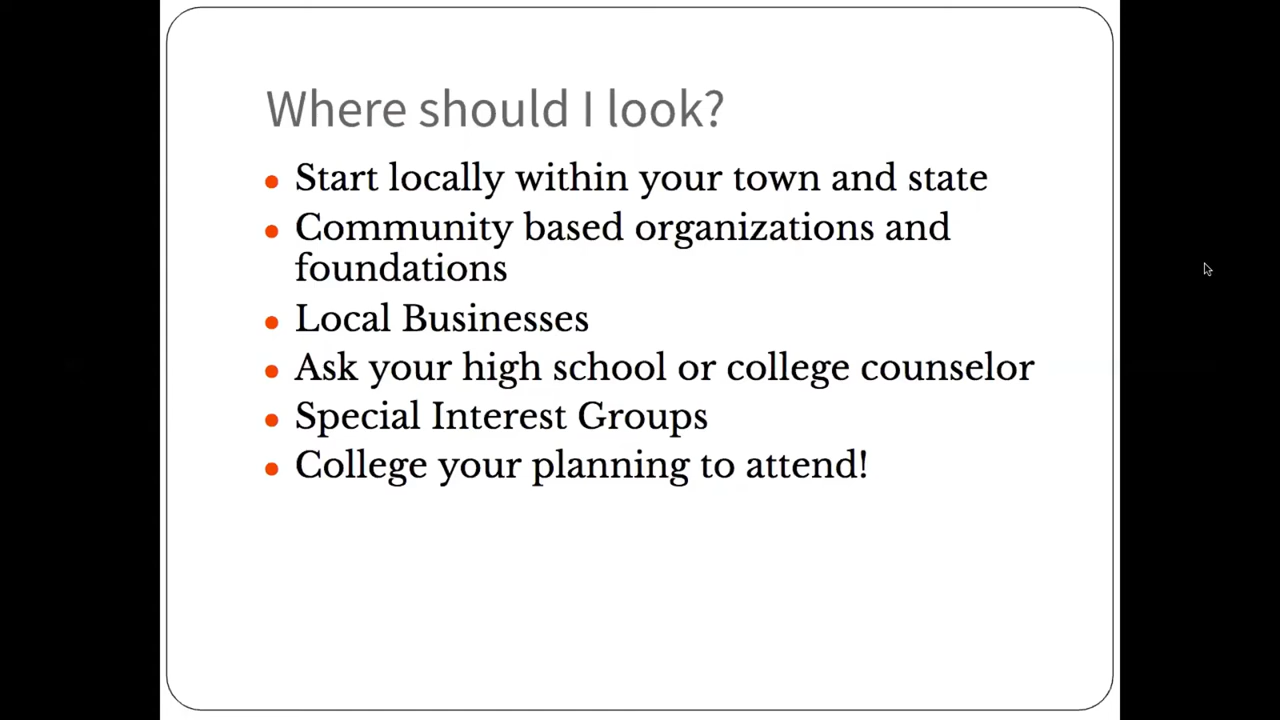 Where should I look?
• Start locally within your town and state
• Community based organizations and
foundations
• Local Businesses
• Ask your high school or college counselor
• Special Interest Groups
• College your planning to attend!